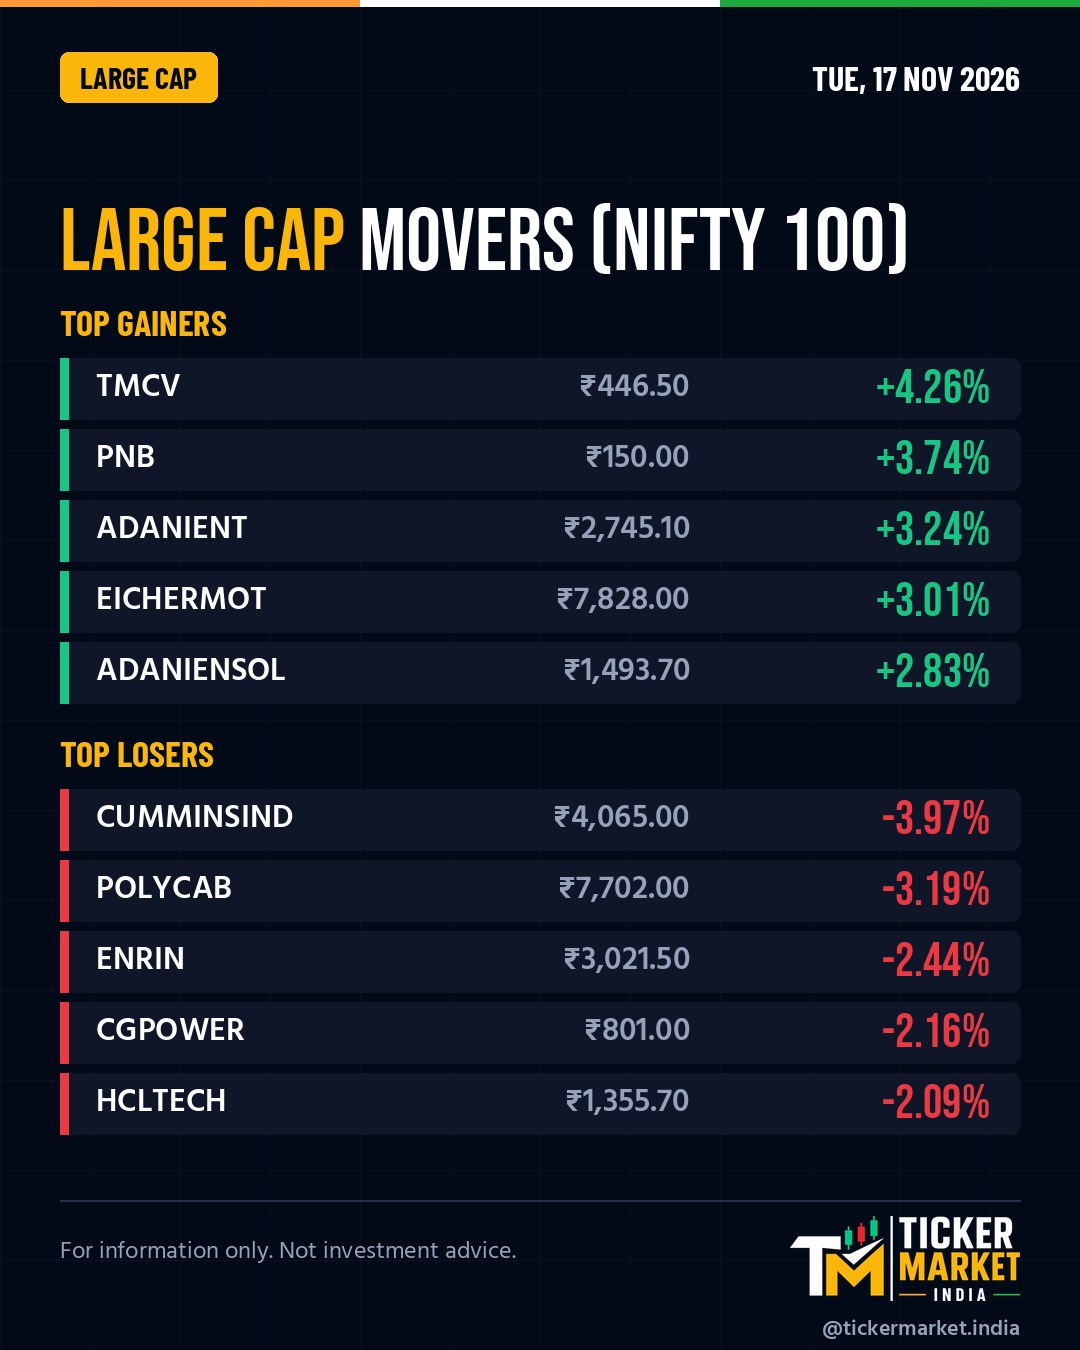 LARGE CAP
TUE, 17 NOV 2026
LARGE CAP MOVERS (NIFTY 100)
TOP GAINERS
TMCV ₹446.50 +4.26%
PNB ₹150.00 +3.74%
ADANIENT ₹2,745.10 +3.24%
EICHERMOT ₹7,828.00 +3.01%
ADANIENSOL ₹1,493.70 +2.83%
TOP LOSERS
CUMMINSIND ₹4,065.00 -3.97%
POLYCAB ₹7,702.00 -3.19%
ENRIN ₹3,021.50 -2.44%
CGPOWER ₹801.00 -2.16%
HCLTECH ₹1,355.70 -2.09%
For information only. Not investment advice.
TM
TICKER
MARKET
INDIA
@tickermarket.india